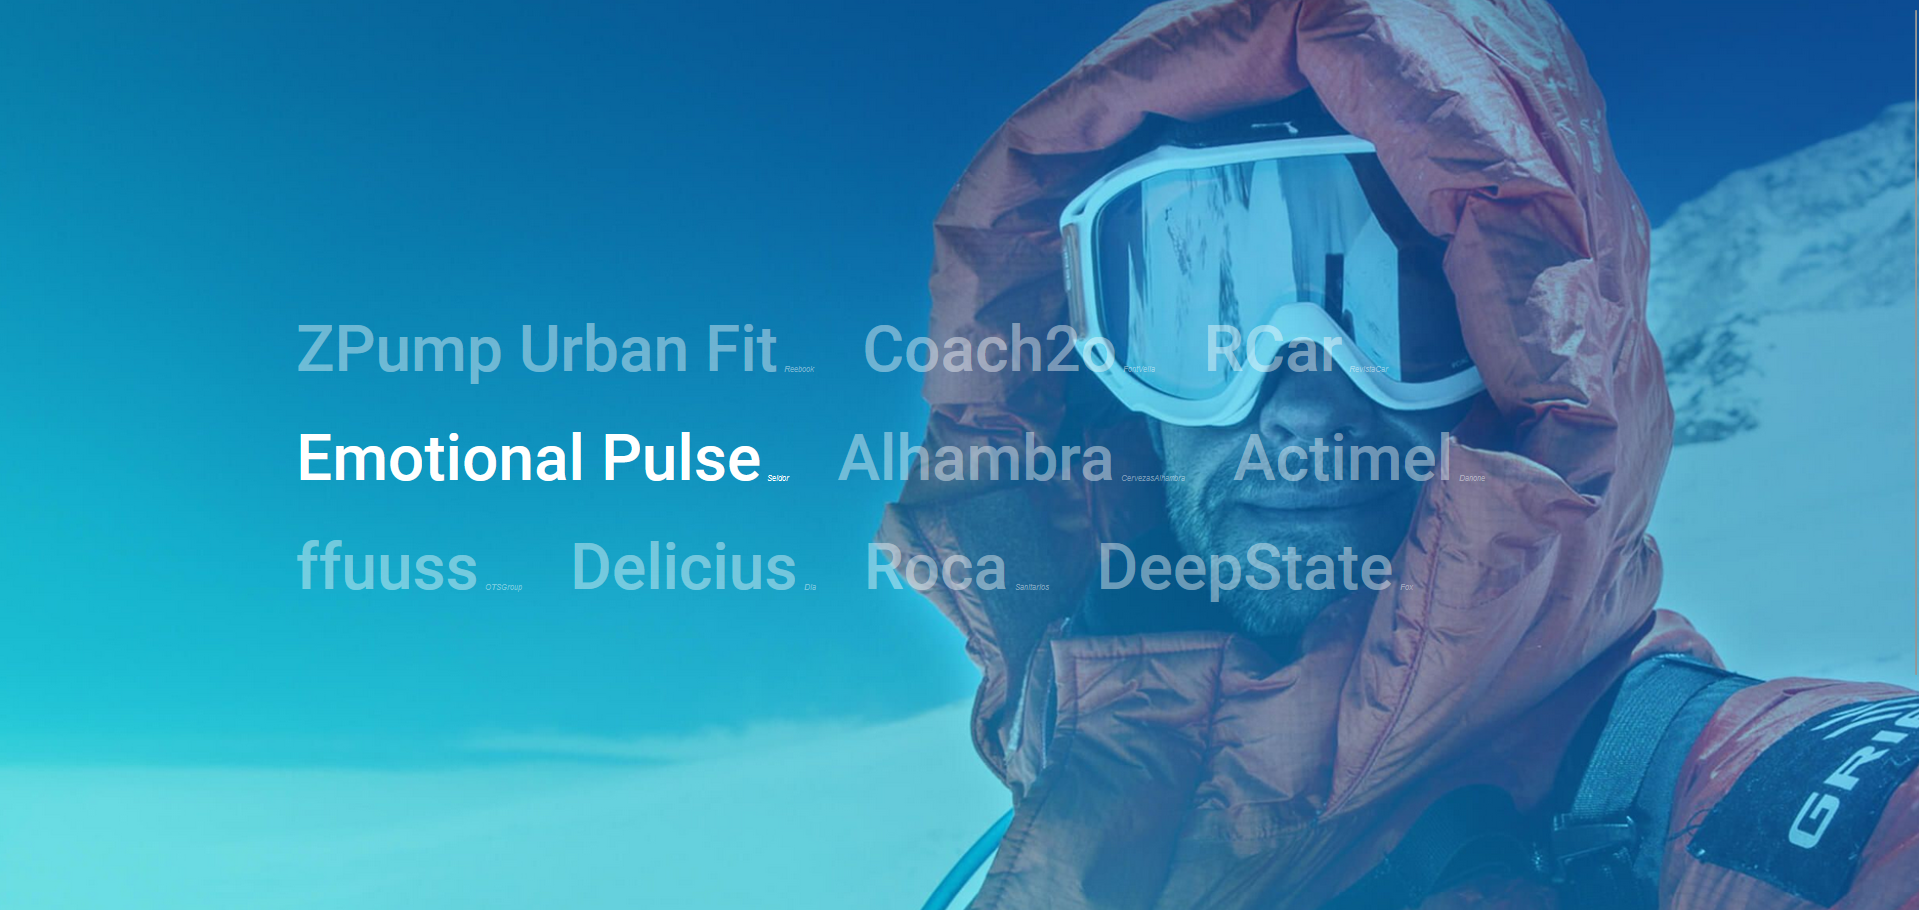 ZPump Urban Fit Reebook Coach2o FontVella RCar RevistaCar
Emotional Pulse Seidor Alhambra CervezasAlhambra Actimel Danone
ffuuss OTSGroup Delicius Dia Roca Sanitarios DeepState Fox